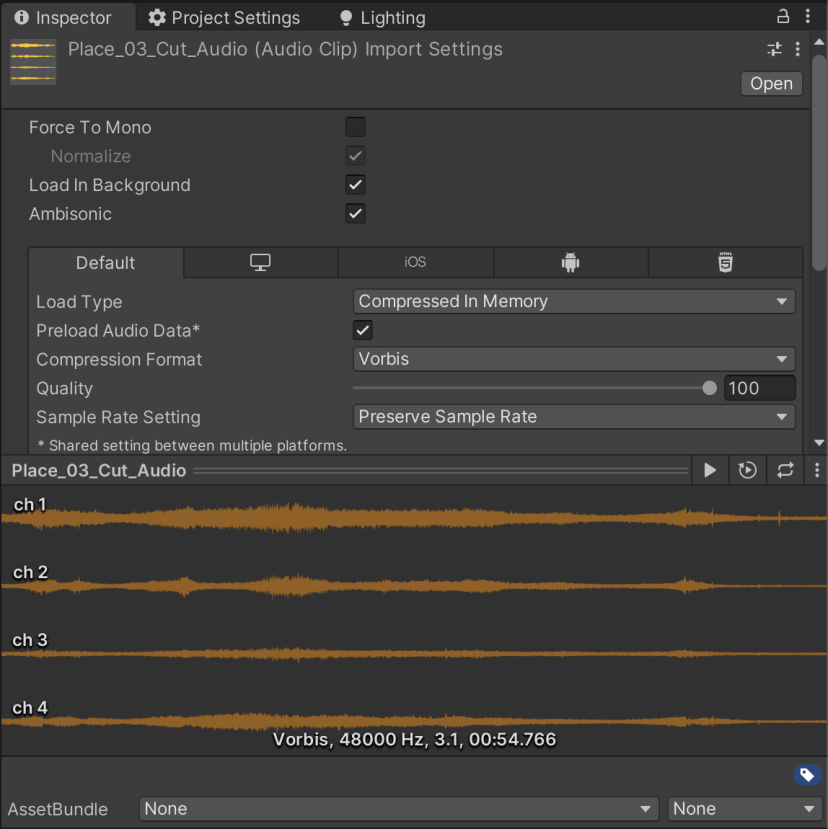 Inspector Project Settings Lighting
Place_03_Cut_Audio (Audio Clip) Import Settings
Open
Force To Mono
Normalize
Load In Background
Ambisonic
Default iOS HTML 5
Load Type Compressed In Memory
Preload Audio Data*
Compression Format Vorbis
Quality 100
Sample Rate Setting Preserve Sample Rate
* Shared setting between multiple platforms.
Place_03_Cut_Audio
ch 1
ch 2
ch 3
ch 4
Vorbis, 48000 Hz, 3.1, 00:54.766
AssetBundle None None